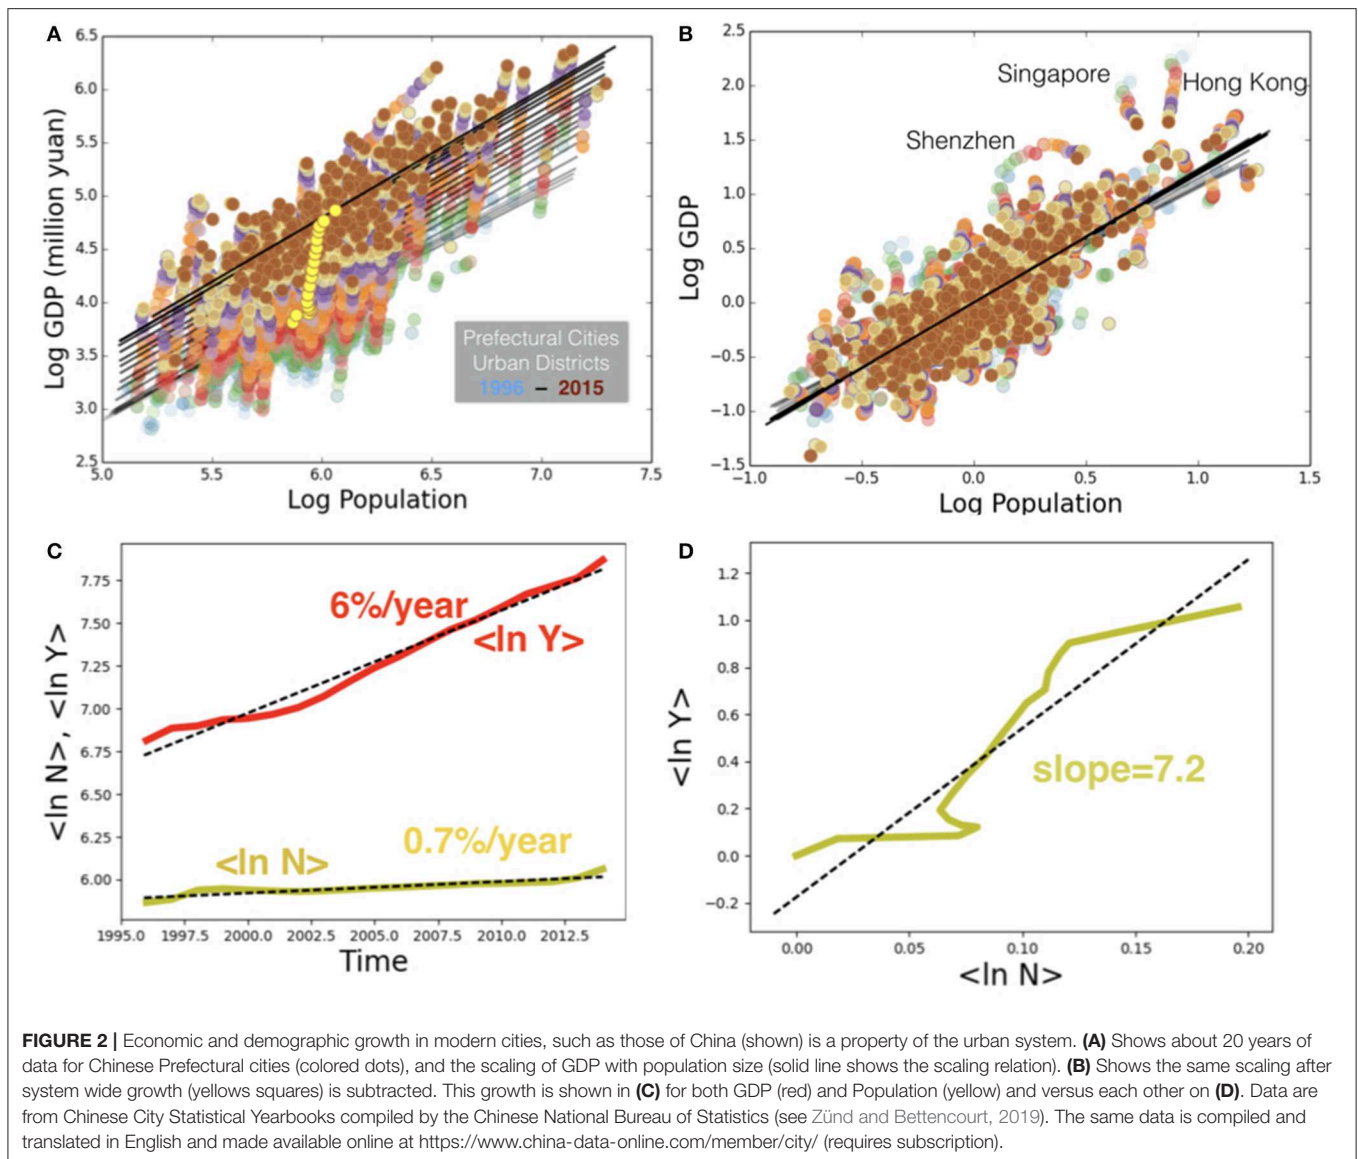 A
6.5
6.0
5.5
5.0
4.5
4.0
3.5
3.0
2.5
5.0 5.5 6.0 6.5 7.0 7.5
Log GDP (million yuan)
Log Population
Prefectural Cities
Urban Districts
1996 – 2015
B
2.5
2.0
1.5
1.0
0.5
0.0
−0.5
−1.0
−1.5
−1.0 −0.5 0.0 0.5 1.0 1.5
Log GDP
Log Population
Singapore
Hong Kong
Shenzhen
C
7.75
7.50
7.25
7.00
6.75
6.50
6.25
6.00
1995.0 1997.5 2000.0 2002.5 2005.0 2007.5 2010.0 2012.5
<ln N>, <ln Y>
Time
6%/year
<ln Y>
0.7%/year
<ln N>
D
1.2
1.0
0.8
0.6
0.4
0.2
0.0
−0.2
0.00 0.05 0.10 0.15 0.20
<ln Y>
<ln N>
slope=7.2
FIGURE 2 | Economic and demographic growth in modern cities, such as those of China (shown) is a property of the urban system. (A) Shows about 20 years of
data for Chinese Prefectural cities (colored dots), and the scaling of GDP with population size (solid line shows the scaling relation). (B) Shows the same scaling after
system wide growth (yellows squares) is subtracted. This growth is shown in (C) for both GDP (red) and Population (yellow) and versus each other on (D). Data are
from Chinese City Statistical Yearbooks compiled by the Chinese National Bureau of Statistics (see Zünd and Bettencourt, 2019). The same data is compiled and
translated in English and made available online at https://www.china-data-online.com/member/city/ (requires subscription).